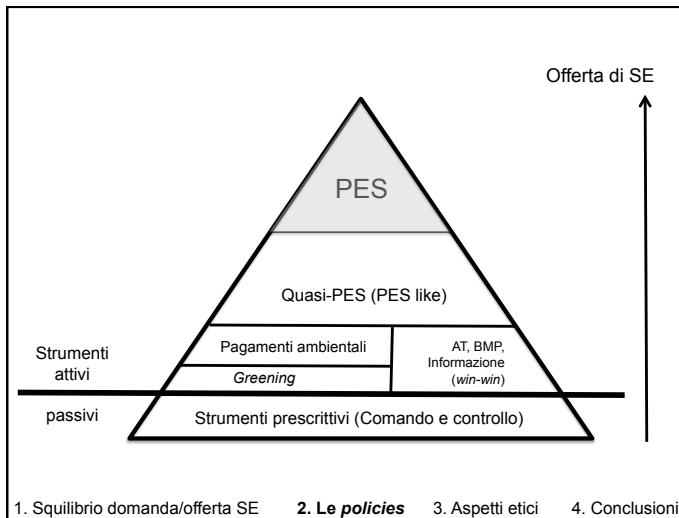 Offerta di SE
PES
Quasi-PES (PES like)
Strumenti
attivi
Pagamenti ambientali
Greening
AT, BMP,
Informazione
(win-win)
passivi
Strumenti prescrittivi (Comando e controllo)
1. Squilibrio domanda/offerta SE 2. Le policies 3. Aspetti etici 4. Conclusioni